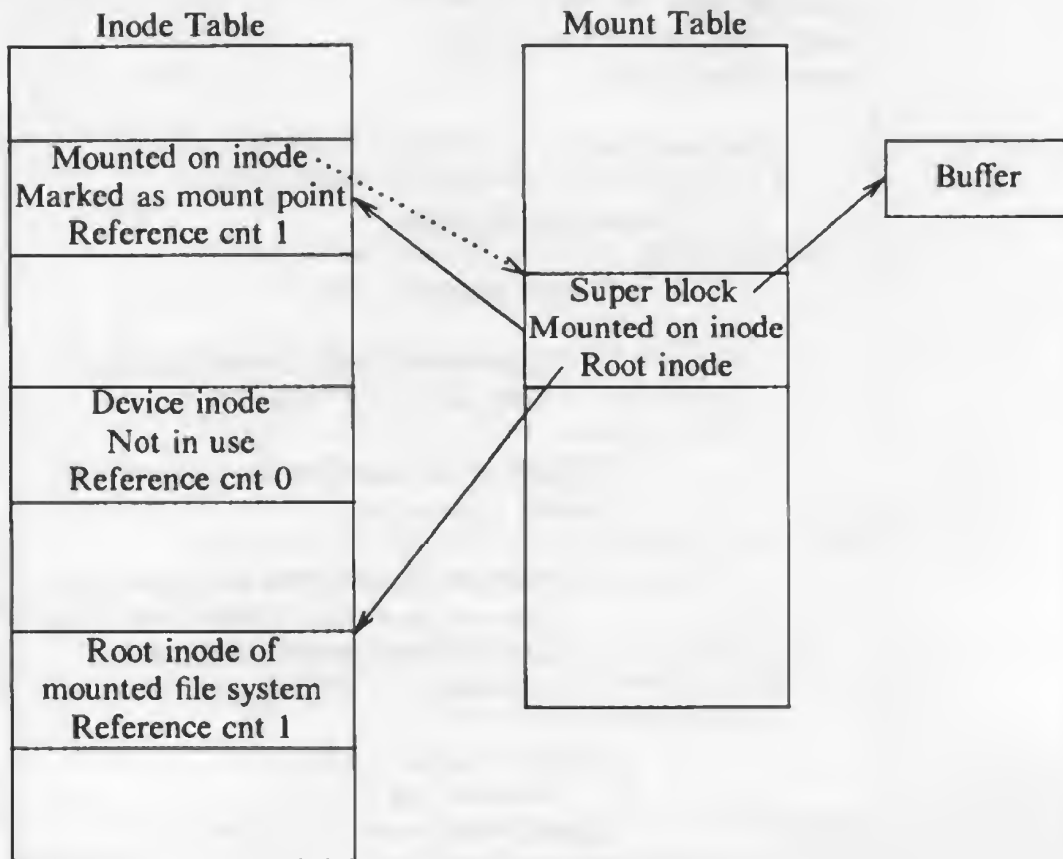 Inode Table
Mount Table
Mounted on inode
Marked as mount point
Reference cnt 1
Buffer
Super block
Mounted on inode
Root inode
Device inode
Not in use
Reference cnt 0
Root inode of
mounted file system
Reference cnt 1